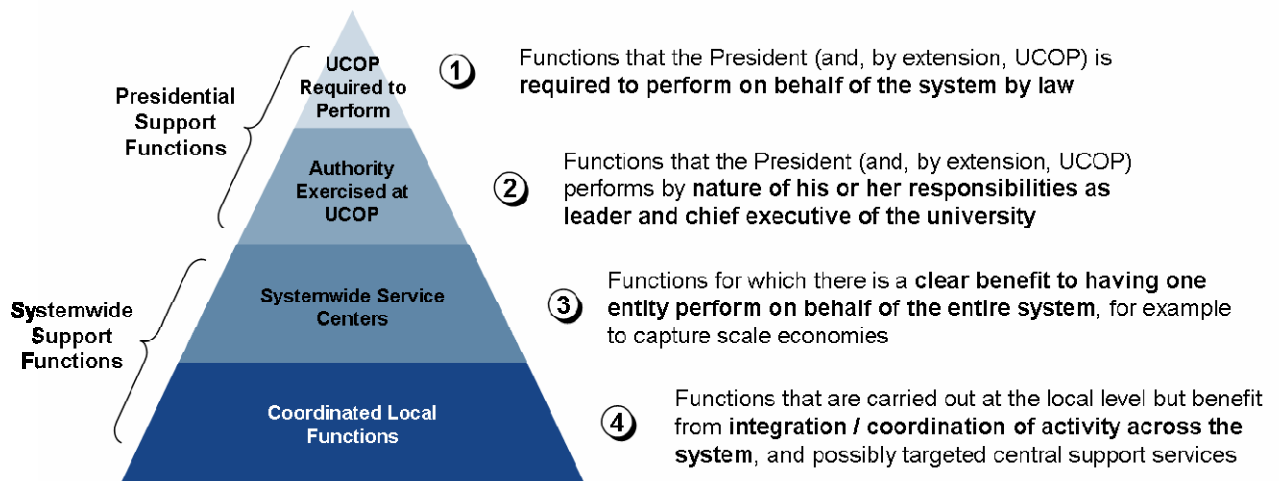 Presidential
Support
Functions
Systemwide
Support
Functions
UCOP
Required to
Perform
Authority
Exercised at
UCOP
Systemwide Service
Centers
Coordinated Local
Functions
1
Functions that the President (and, by extension, UCOP) is
required to perform on behalf of the system by law
2
Functions that the President (and, by extension, UCOP)
performs by nature of his or her responsibilities as
leader and chief executive of the university
3
Functions for which there is a clear benefit to having one
entity perform on behalf of the entire system, for example
to capture scale economies
4
Functions that are carried out at the local level but benefit
from integration / coordination of activity across the
system, and possibly targeted central support services